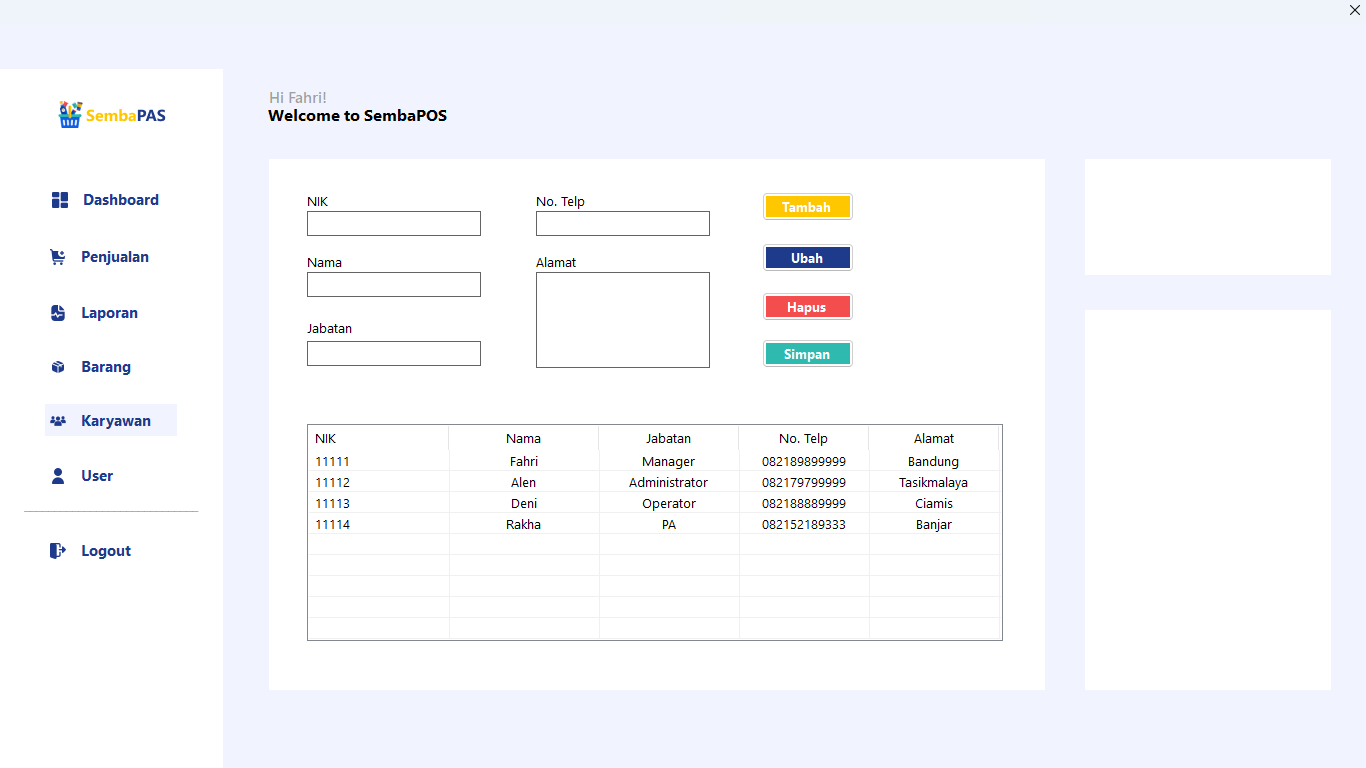 SembaPAS
Dashboard
Penjualan
Laporan
Barang
Karyawan
User
Logout
Hi Fahri!
Welcome to SembaPOS
NIK
No. Telp
Tambah
Nama
Alamat
Ubah
Hapus
Jabatan
Simpan
NIK Nama Jabatan No. Telp Alamat
11111 Fahri Manager 082189899999 Bandung
11112 Alen Administrator 082179799999 Tasikmalaya
11113 Deni Operator 082188889999 Ciamis
11114 Rakha PA 082152189333 Banjar